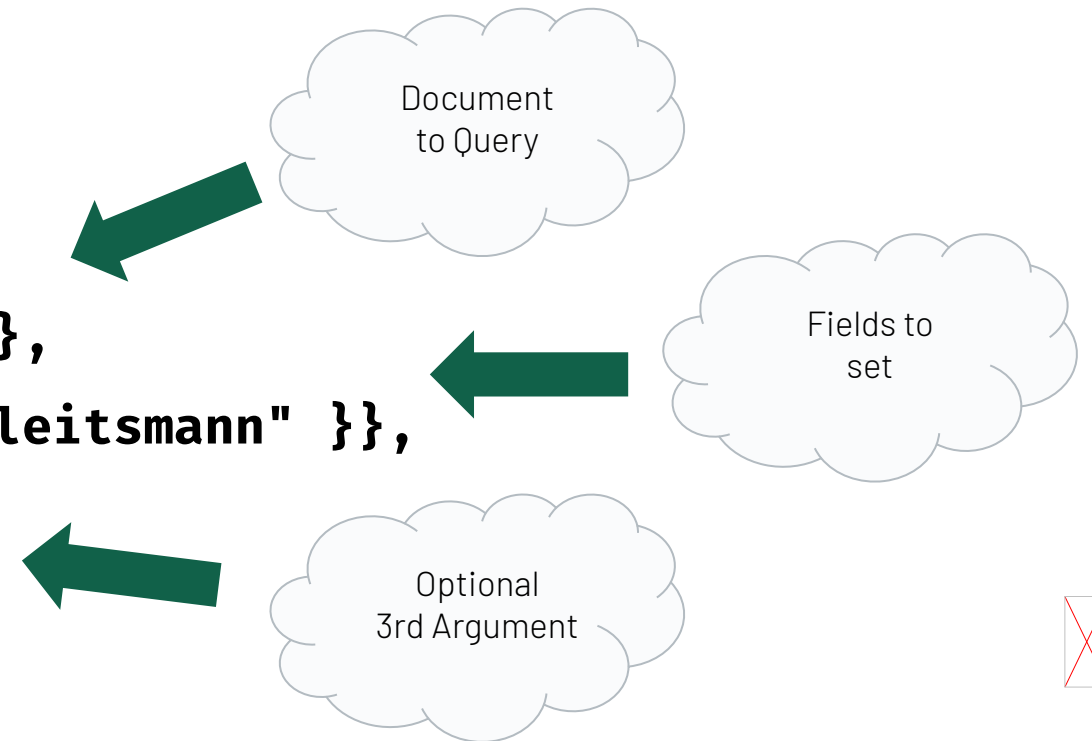 Document
to Query
},
Fields to
set
leitsmann" }},
Optional
3rd Argument